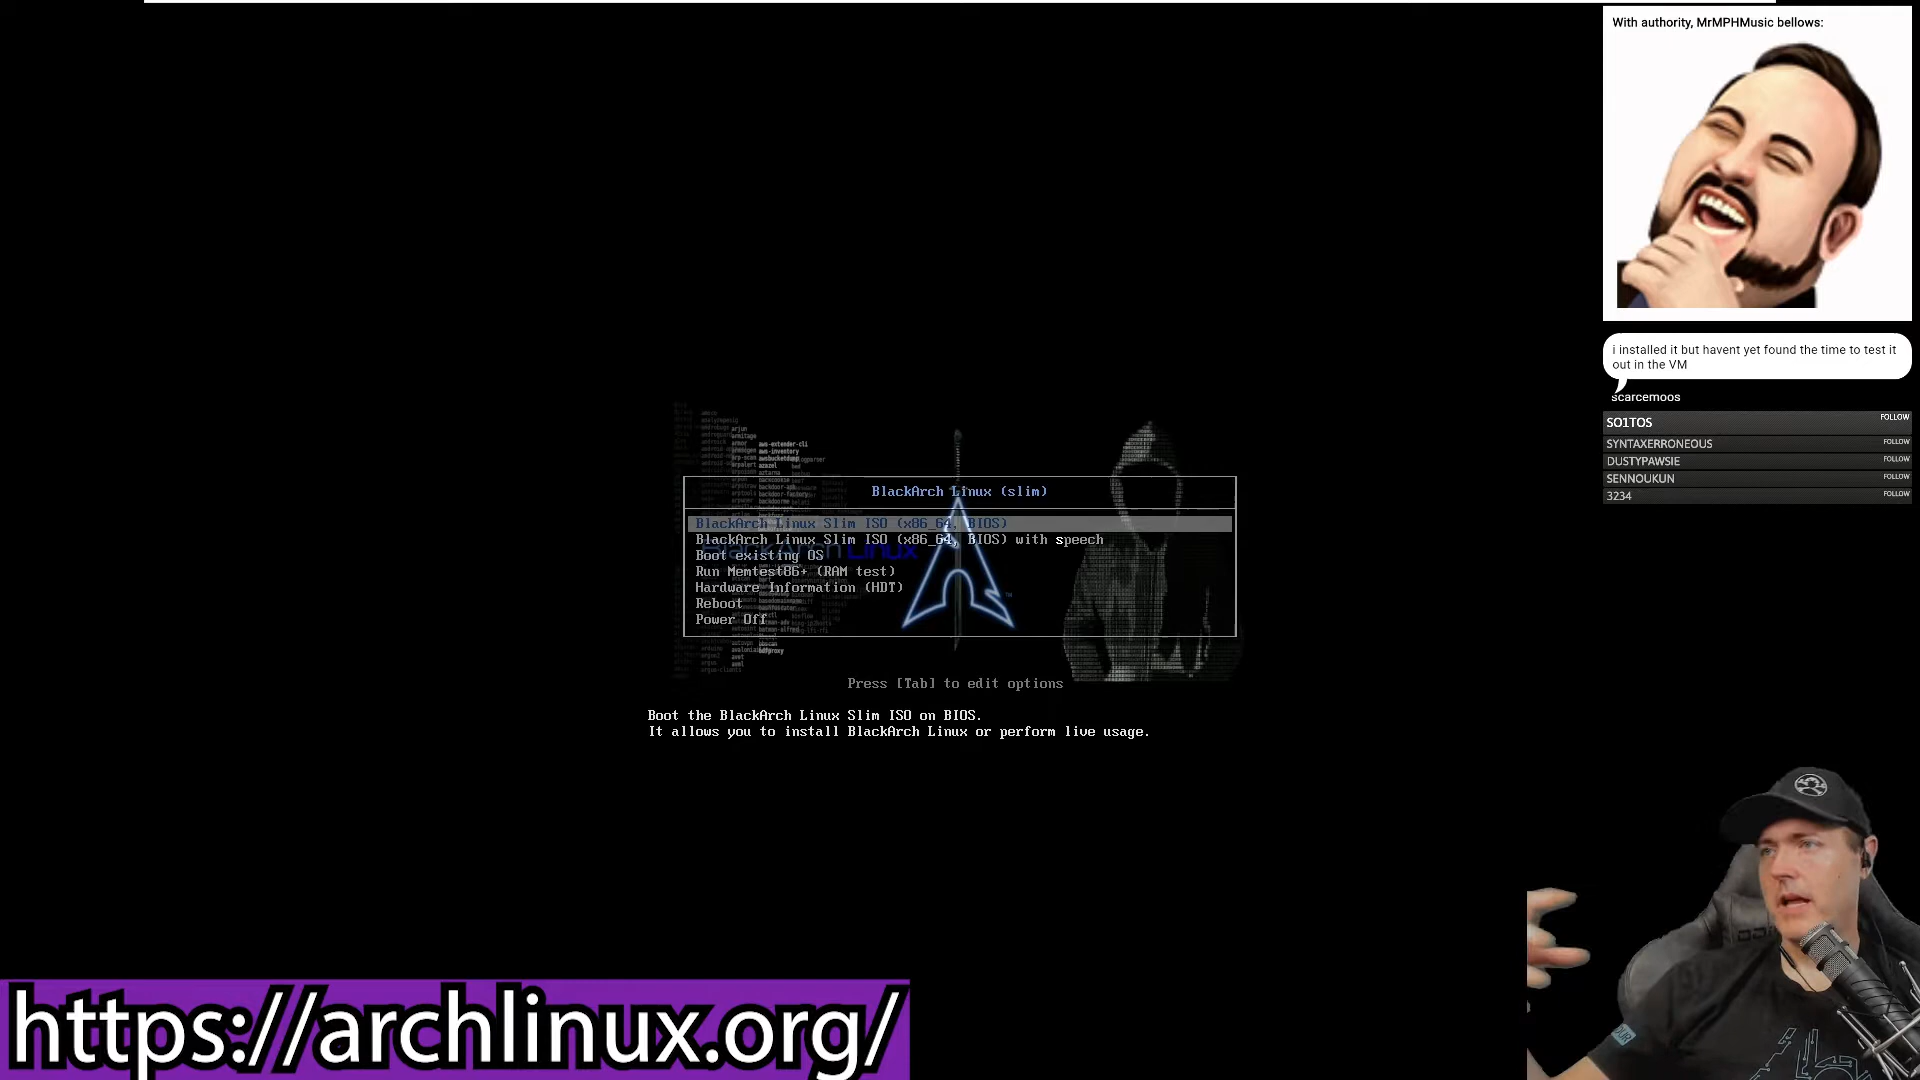 With authority, MrMPHMusic bellows:
i installed it but havent yet found the time to test it
out in the VM
scarcemoos
SO1TOS FOLLOW
SYNTAXERRONEOUS FOLLOW
DUSTYPAWSIE FOLLOW
SENNOUKUN FOLLOW
3234 FOLLOW
BlackArch Linux (slim)
BlackArch Linux Slim ISO (x86_64, BIOS)
BlackArch Linux Slim ISO (x86_64, BIOS) with speech
Boot existing OS
BlackArch Linux
Run Memtest86+ (RAM test)
Hardware Information (HDT)
Reboot
Power Off
Press [Tab] to edit options
Boot the BlackArch Linux Slim ISO on BIOS.
It allows you to install BlackArch Linux or perform live usage.
https://archlinux.org/